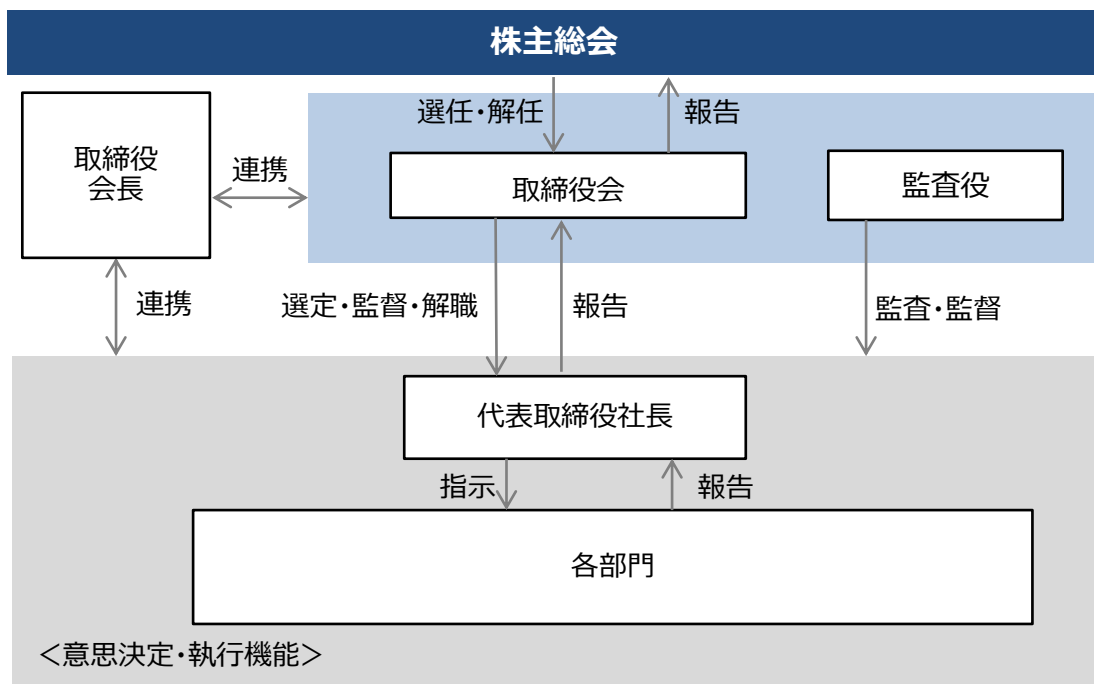 株主総会
選任・解任
報告
取締役
会長
連携
取締役会
監査役
連携
選定・監督・解職
報告
監査・監督
代表取締役社長
指示
報告
各部門
＜意思決定・執行機能＞